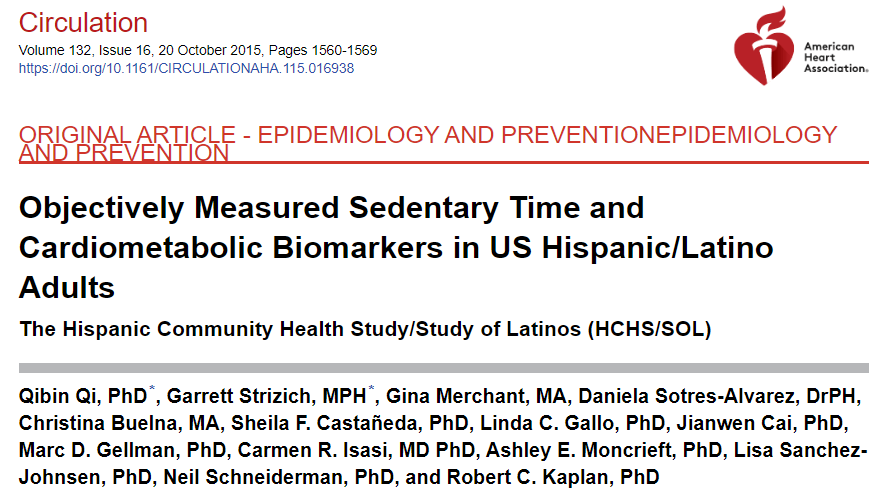 Circulation
Volume 132, Issue 16, 20 October 2015, Pages 1560-1569
https://doi.org/10.1161/CIRCULATIONAHA.115.016938
American
Heart
Association®
ORIGINAL ARTICLE - EPIDEMIOLOGY AND PREVENTIONEPIDEMIOLOGY
AND PREVENTION
Objectively Measured Sedentary Time and
Cardiometabolic Biomarkers in US Hispanic/Latino
Adults
The Hispanic Community Health Study/Study of Latinos (HCHS/SOL)
Qibin Qi, PhD*, Garrett Strizich, MPH*, Gina Merchant, MA, Daniela Sotres-Alvarez, DrPH,
Christina Buelna, MA, Sheila F. Castañeda, PhD, Linda C. Gallo, PhD, Jianwen Cai, PhD,
Marc D. Gellman, PhD, Carmen R. Isasi, MD PhD, Ashley E. Moncrieft, PhD, Lisa Sanchez-
Johnsen, PhD, Neil Schneiderman, PhD, and Robert C. Kaplan, PhD